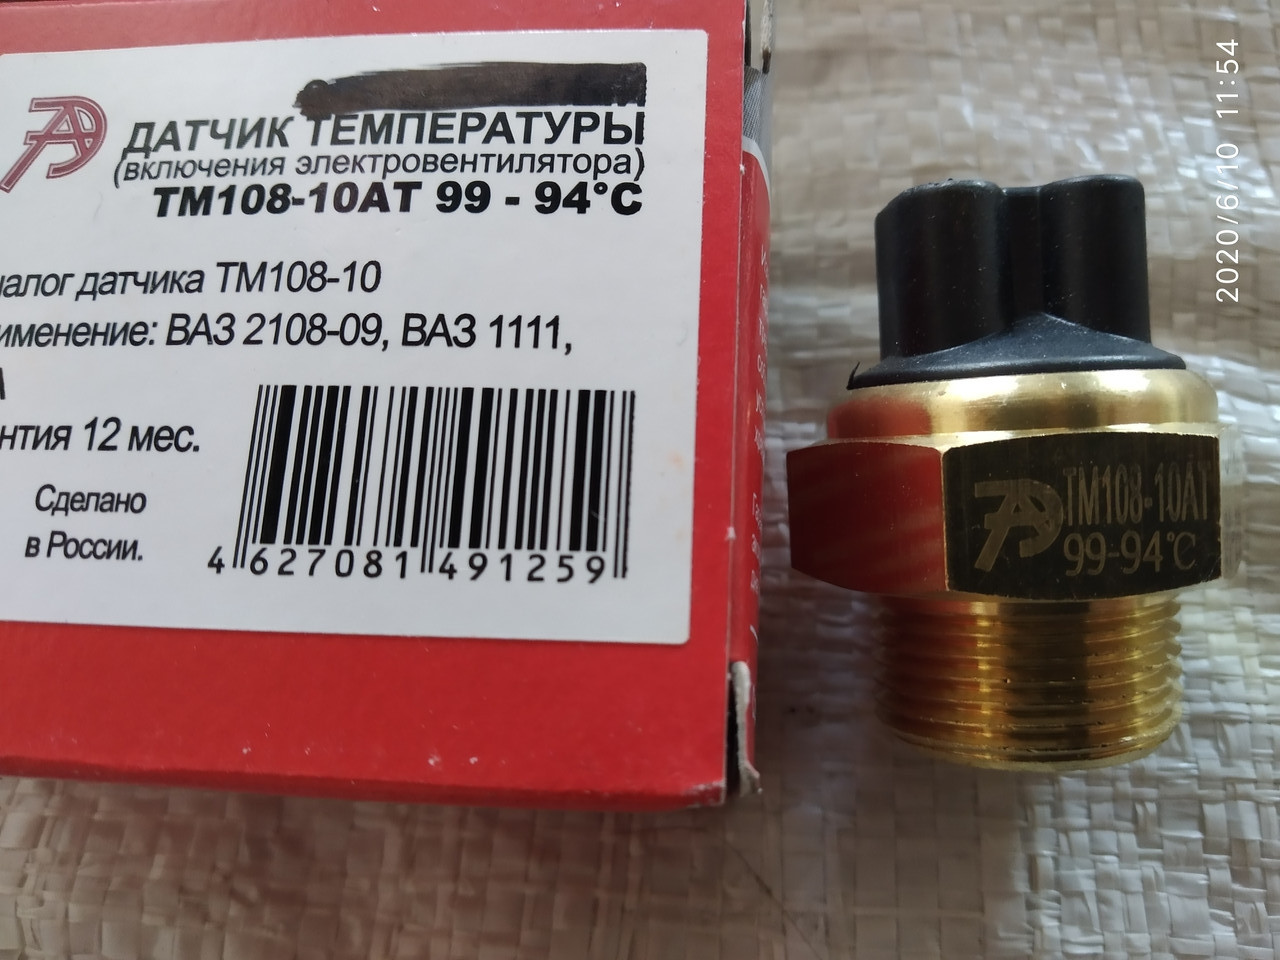 ДАТЧИК ТЕМПЕРАТУРЫ
(включения электровентилятора)
ТМ108-10АТ 99 - 94°С
налог датчика ТМ108-10
именение: ВАЗ 2108-09, ВАЗ 1111,
нтия 12 мес.
Сделано
в России.
4 627081 491259
ТМ108-10АТ
99-94°С
2020/6/10 11:54